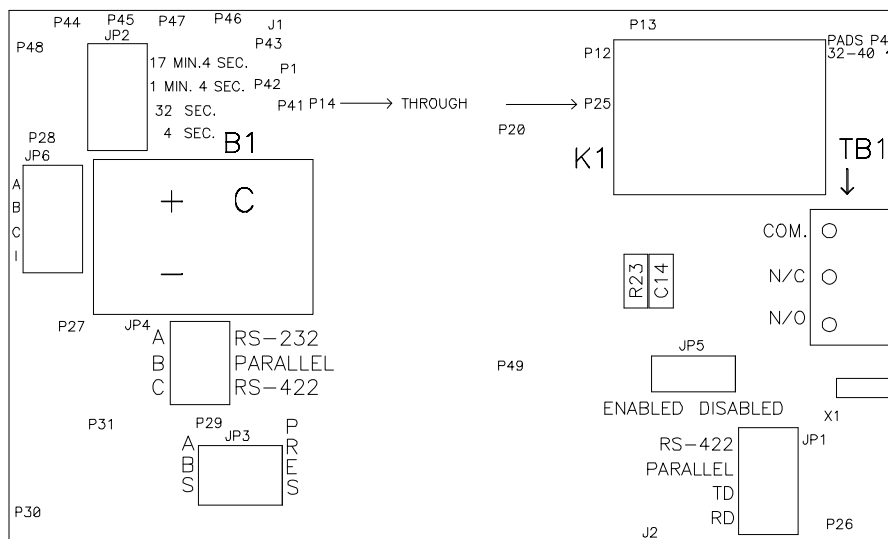 P44 P45 P47 P46 J1 P13
P48 JP2 P43 P12 PADS P4
32-40
17 MIN.4 SEC. P1
1 MIN. 4 SEC. P42
32 SEC. P41 P14 THROUGH P25
4 SEC. P20
P28 B1 K1 TB1
JP6
A
B
C
I
+ C
−
COM.
N/C
N/O
R23 C14
P27 JP4
A RS-232
B PARALLEL
C RS-422
P49 JP5
ENABLED DISABLED
X1
P31 P29
JP3
ABS
PRES
JP1
RS-422
PARALLEL
TD
RD
P30 J2 P26